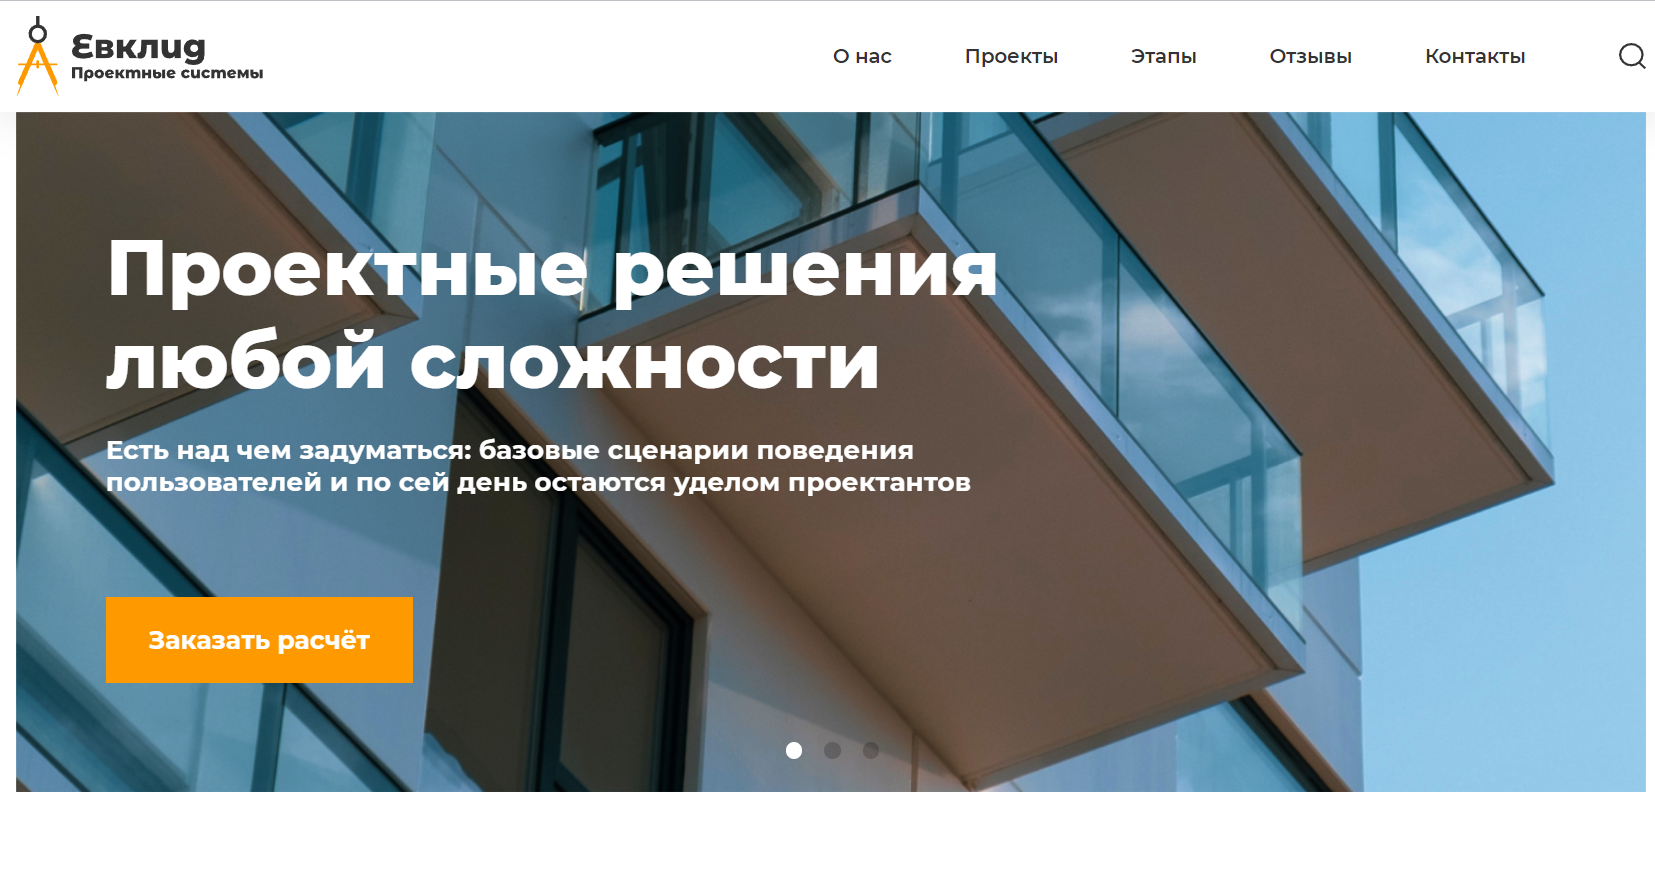 Евклид
Проектные системы
О нас
Проекты
Этапы
Отзывы
Контакты
Проектные решения
любой сложности
Есть над чем задуматься: базовые сценарии поведения
пользователей и по сей день остаются уделом проектантов
Заказать расчёт